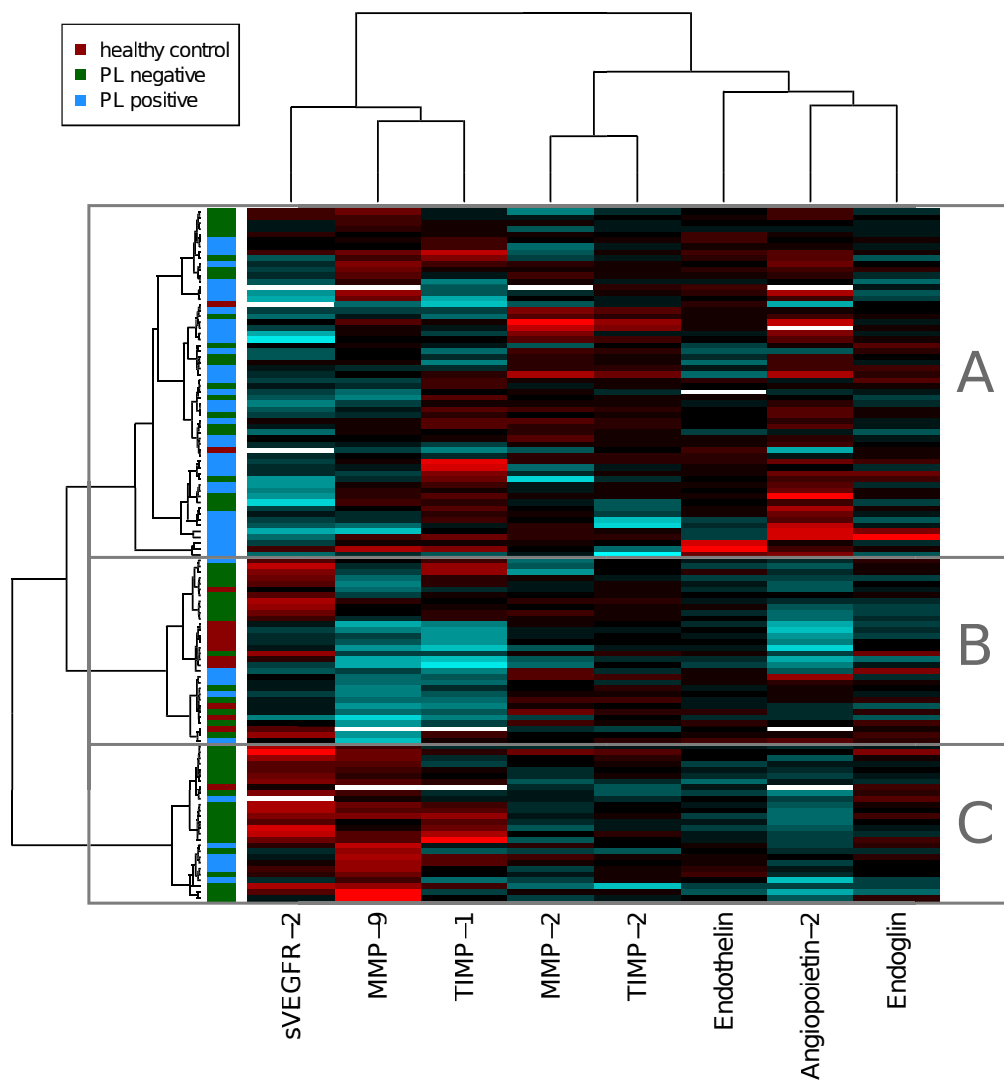 healthy control
PL negative
PL positive
A
B
C
sVEGFR−2
MMP−9
TIMP−1
MMP−2
TIMP−2
Endothelin
Angiopoietin−2
Endoglin